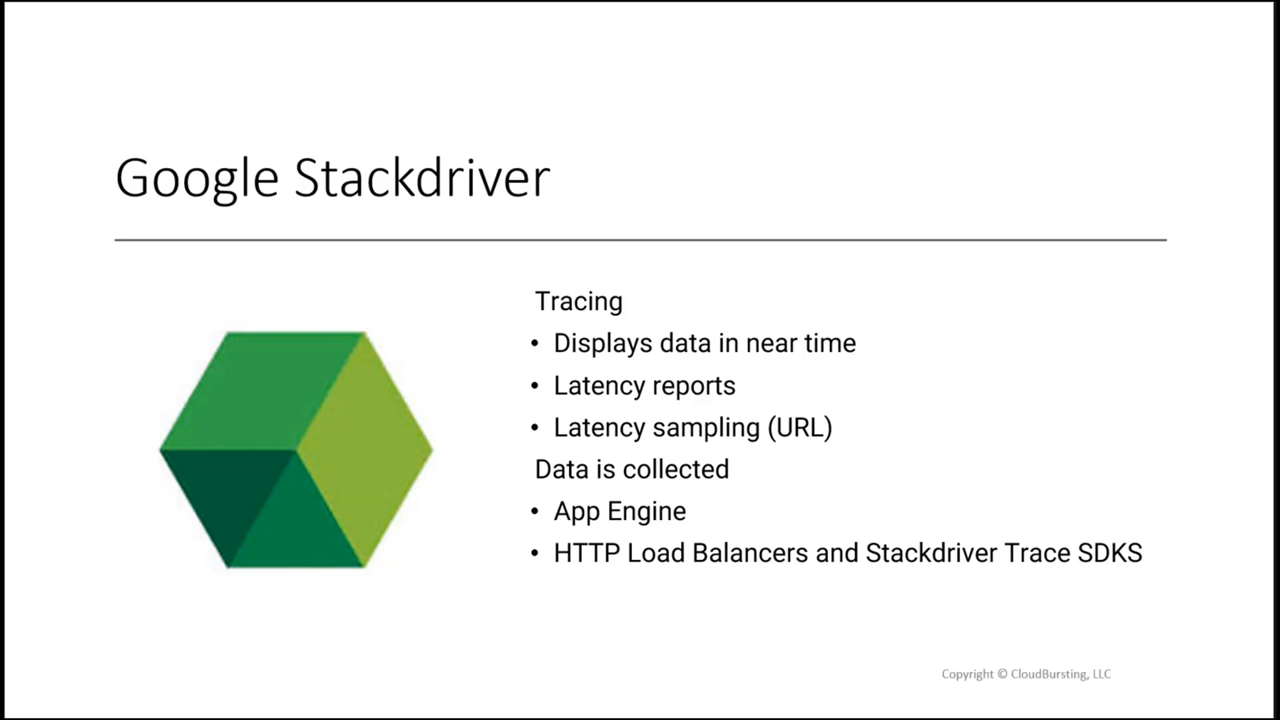 Google Stackdriver
Tracing
• Displays data in near time
• Latency reports
• Latency sampling (URL)
Data is collected
• App Engine
• HTTP Load Balancers and Stackdriver Trace SDKS
Copyright © CloudBursting, LLC